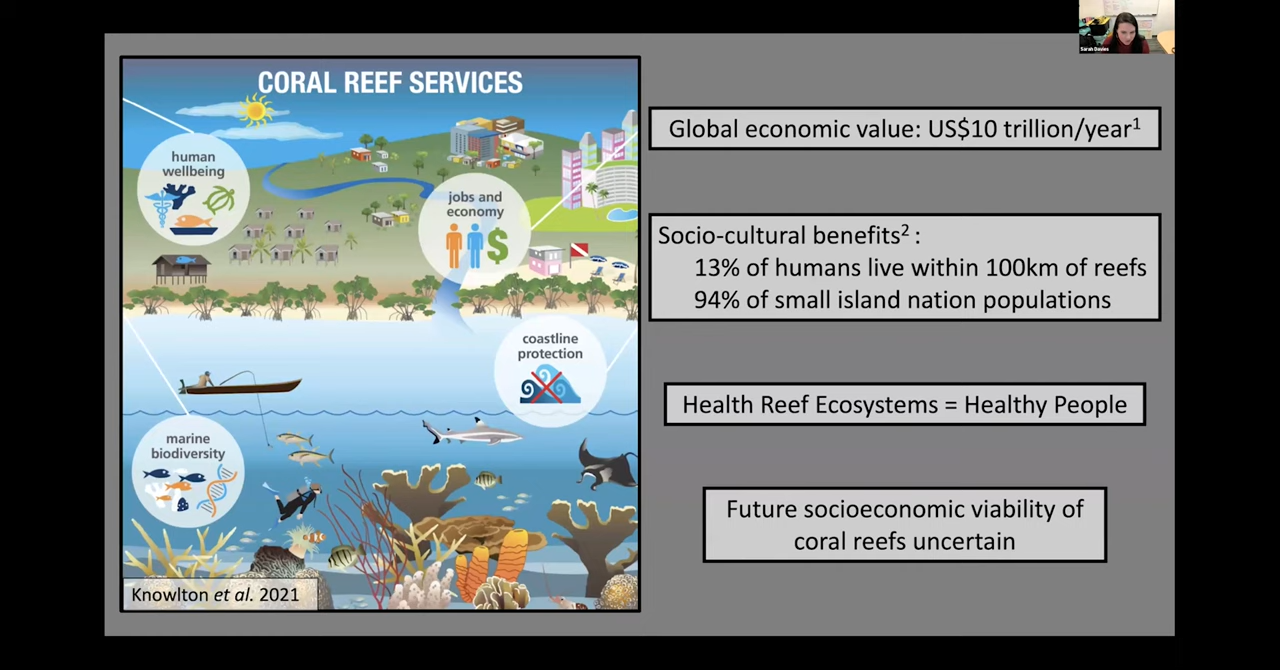 Sarah Davies
CORAL REEF SERVICES
human
wellbeing
jobs and
economy
$
coastline
protection
marine
biodiversity
Knowlton et al. 2021
Global economic value: US$10 trillion/year¹
Socio-cultural benefits² :
13% of humans live within 100km of reefs
94% of small island nation populations
Health Reef Ecosystems = Healthy People
Future socioeconomic viability of
coral reefs uncertain